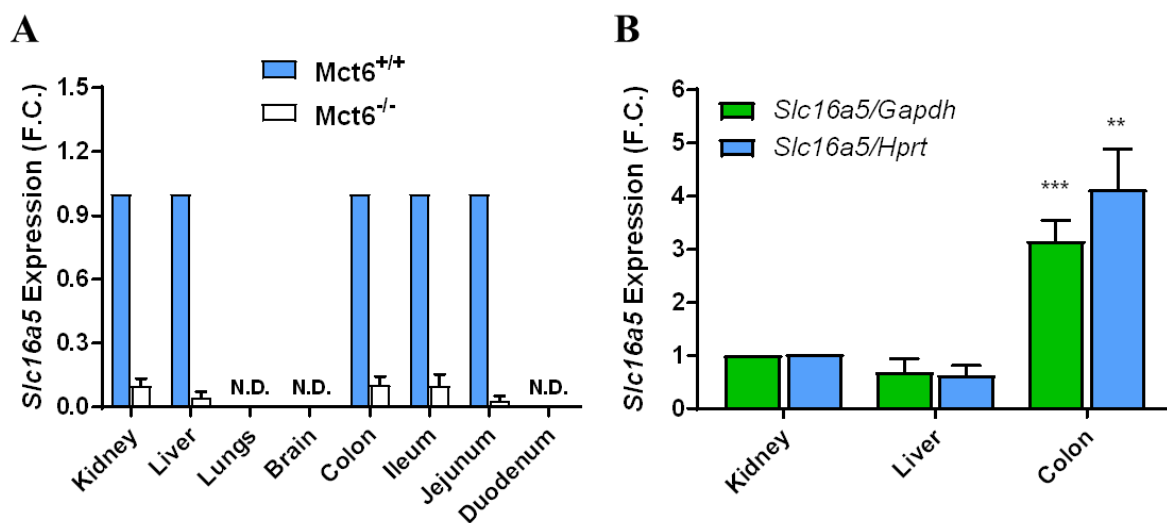 A
Mct6+/+
Mct6-/-
Slc16a5 Expression (F.C.)
1.5
1.2
0.9
0.6
0.3
0.0
N.D.
N.D.
N.D.
Kidney
Liver
Lungs
Brain
Colon
Ileum
Jejunum
Duodenum
B
Slc16a5/Gapdh
Slc16a5/Hprt
Slc16a5 Expression (F.C.)
6
5
4
3
2
1
0
***
**
Kidney
Liver
Colon